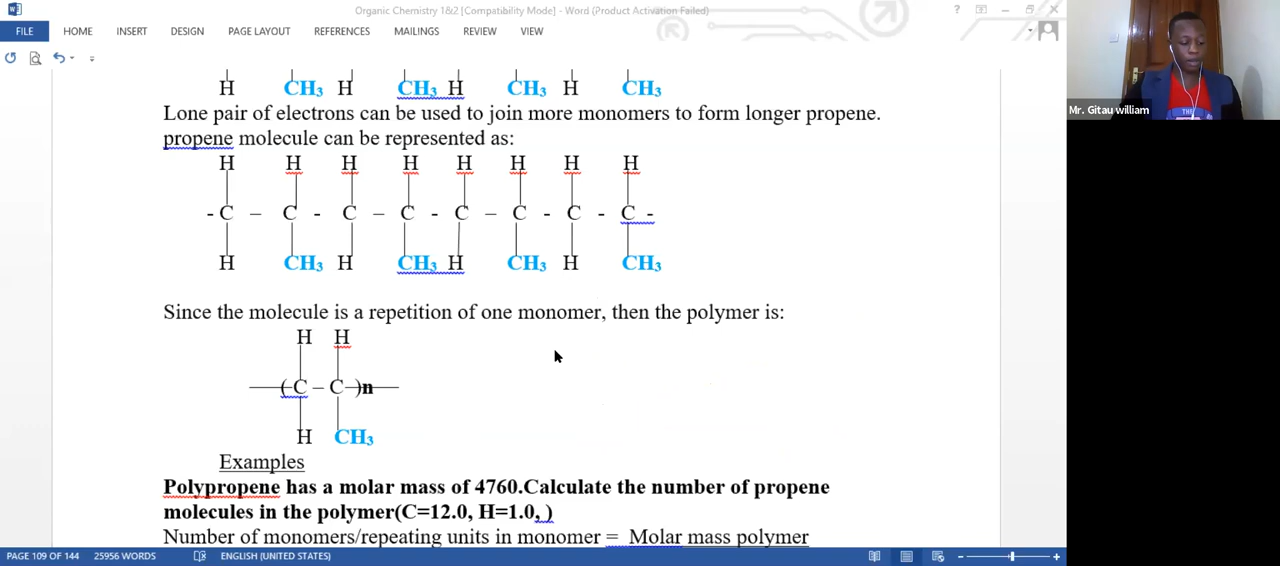 Organic Chemistry 1&2 [Compatibility Mode] - Word (Product Activation Failed)
FILE HOME INSERT DESIGN PAGE LAYOUT REFERENCES MAILINGS REVIEW VIEW
H CH3 H CH3 H CH3 H CH3
Lone pair of electrons can be used to join more monomers to form longer propene.
propene molecule can be represented as:
H H H H H H H H
- C – C - C – C - C – C - C - C -
H CH3 H CH3 H CH3 H CH3
Since the molecule is a repetition of one monomer, then the polymer is:
H H
( C – C )n
H CH3
Examples
Polypropene has a molar mass of 4760.Calculate the number of propene
molecules in the polymer(C=12.0, H=1.0, )
Number of monomers/repeating units in monomer = Molar mass polymer
PAGE 109 OF 144 25956 WORDS ENGLISH (UNITED STATES)
Mr. Gitau william